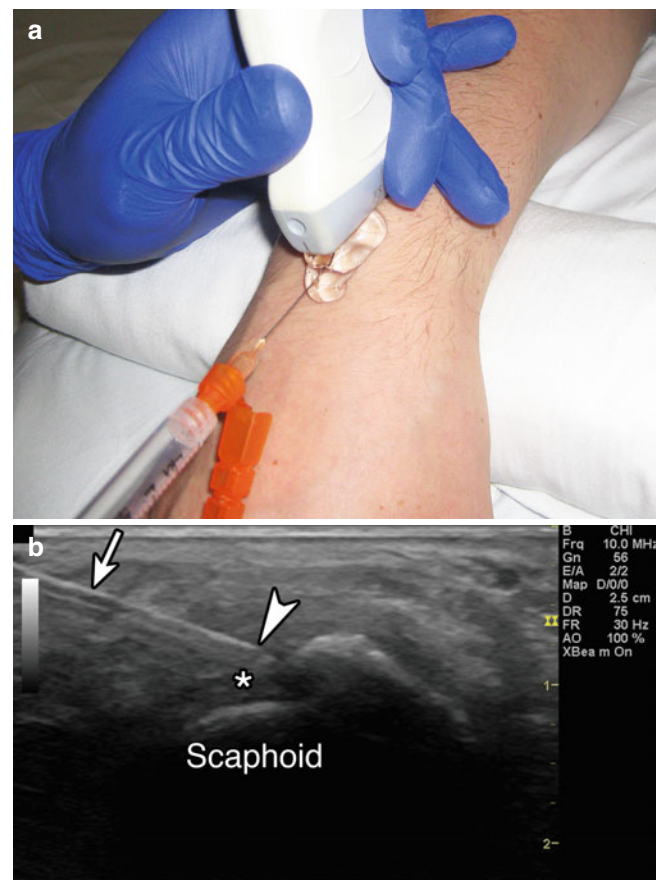 a
b
*
Scaphoid
B CHI
Frq 10.0 MHz
Gn 56
E/A 2/2
Map D/0/0
D 2.5 cm
DR 75
FR 30 Hz
AO 100 %
XBeam On
1
2